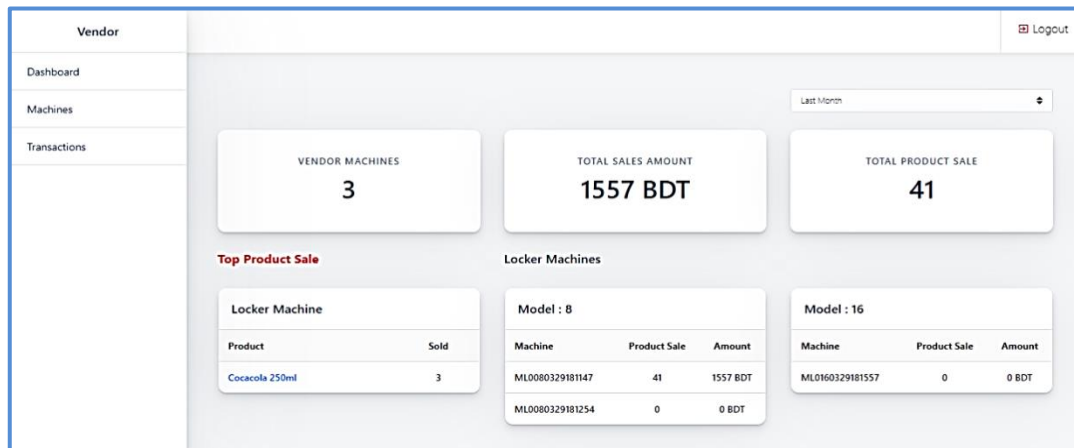 Vendor
Logout
Dashboard
Machines
Transactions
Last Month
VENDOR MACHINES
3
TOTAL SALES AMOUNT
1557 BDT
TOTAL PRODUCT SALE
41
Top Product Sale
Locker Machines
Locker Machine
Product Sold
Cocacola 250ml 3
Model : 8
Machine Product Sale Amount
ML0080329181147 41 1557 BDT
ML0080329181254 0 0 BDT
Model : 16
Machine Product Sale Amount
ML0160329181557 0 0 BDT